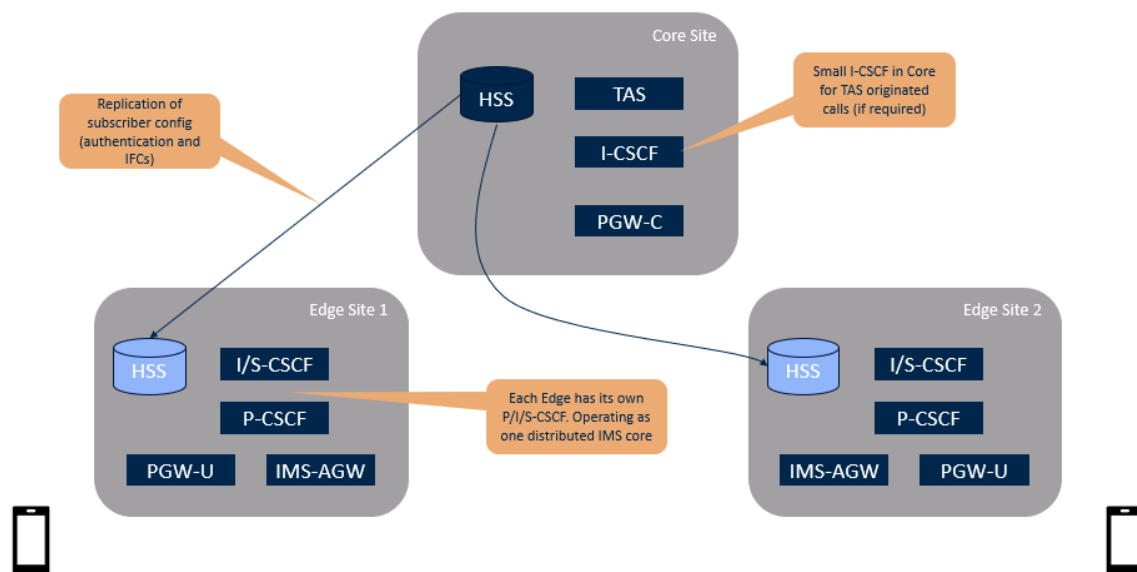 Core Site
HSS
TAS
I-CSCF
PGW-C
Small I-CSCF in Core
for TAS originated
calls (if required)
Replication of
subscriber config
(authentication and
IFCs)
Edge Site 1
HSS
I/S-CSCF
P-CSCF
PGW-U
IMS-AGW
Each Edge has its own
P/I/S-CSCF. Operating as
one distributed IMS core
Edge Site 2
HSS
I/S-CSCF
P-CSCF
IMS-AGW
PGW-U